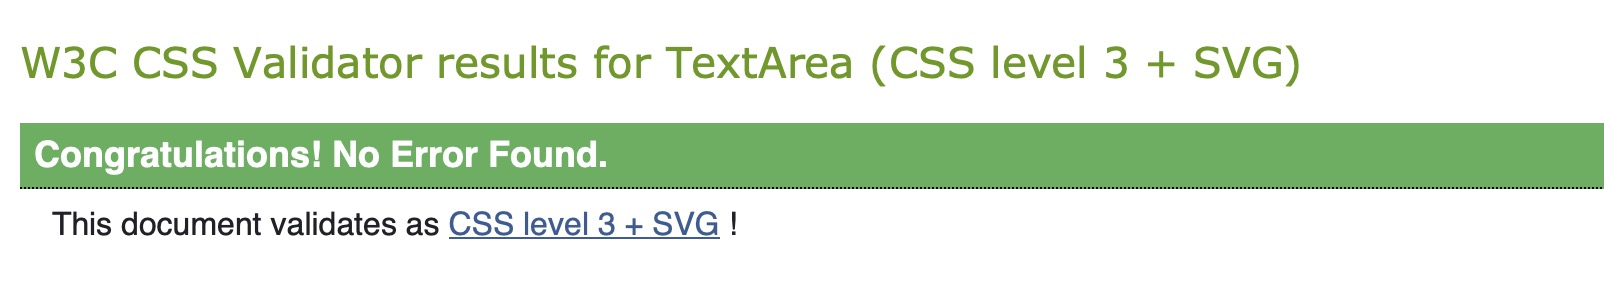 W3C CSS Validator results for TextArea (CSS level 3 + SVG)
Congratulations! No Error Found.
This document validates as CSS level 3 + SVG !